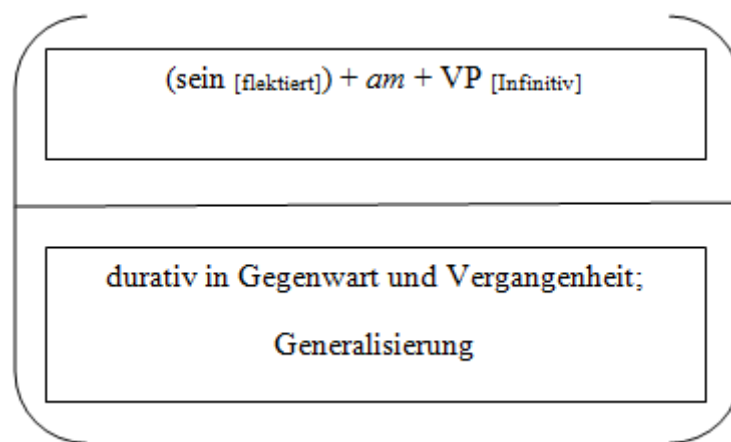 (sein [flektiert]) + am + VP [Infinitiv]
durativ in Gegenwart und Vergangenheit;
Generalisierung